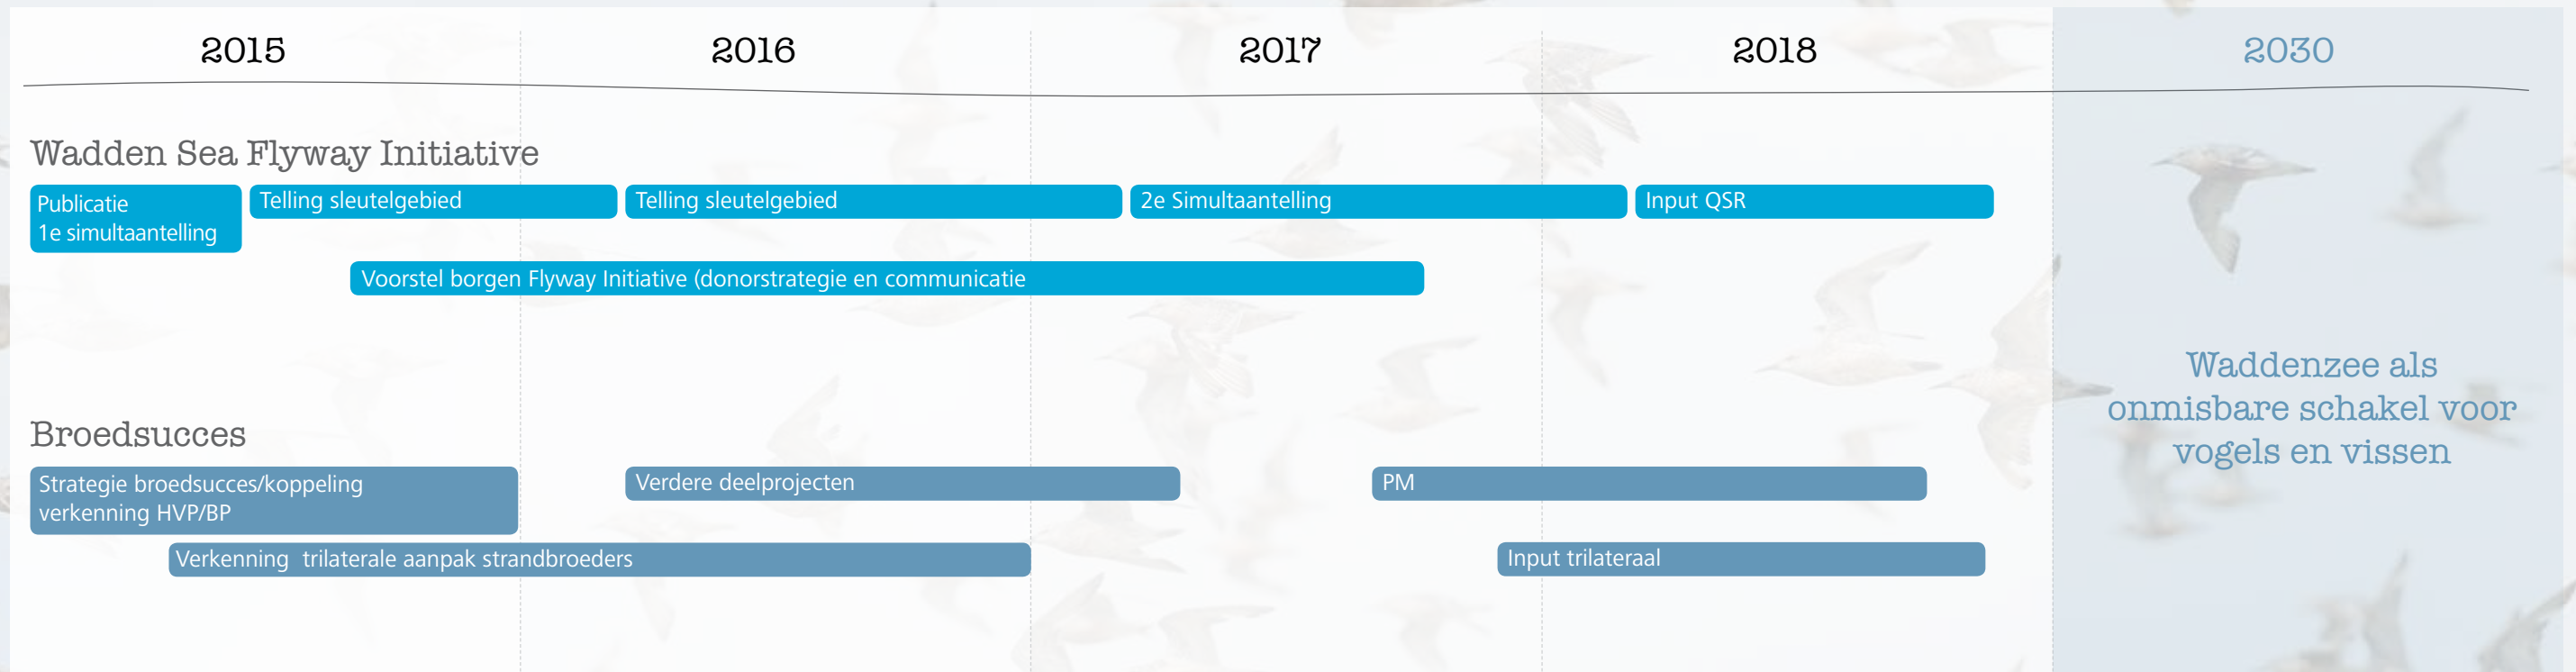 2015
2016
2017
2018
2030
Wadden Sea Flyway Initiative
Publicatie
1e simultaantelling
Telling sleutelgebied
Telling sleutelgebied
2e Simultaantelling
Input QSR
Voorstel borgen Flyway Initiative (donorstrategie en communicatie
Broedsucces
Strategie broedsucces/koppeling
verkenning HVP/BP
Verdere deelprojecten
PM
Verkenning  trilaterale aanpak strandbroeders
Input trilateraal
Waddenzee als
onmisbare schakel voor
vogels en vissen